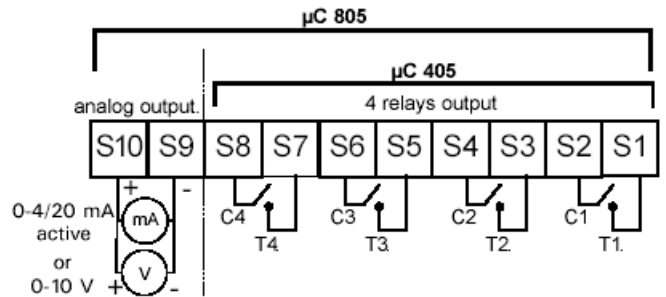 µC 805
µC 405
analog output.
4 relays output
S10 S9 S8 S7 S6 S5 S4 S3 S2 S1
+ -
0-4/20 mA
active
mA
or
0-10 V
+ V -
C4 C3 C2 C1
T4. T3. T2. T1.